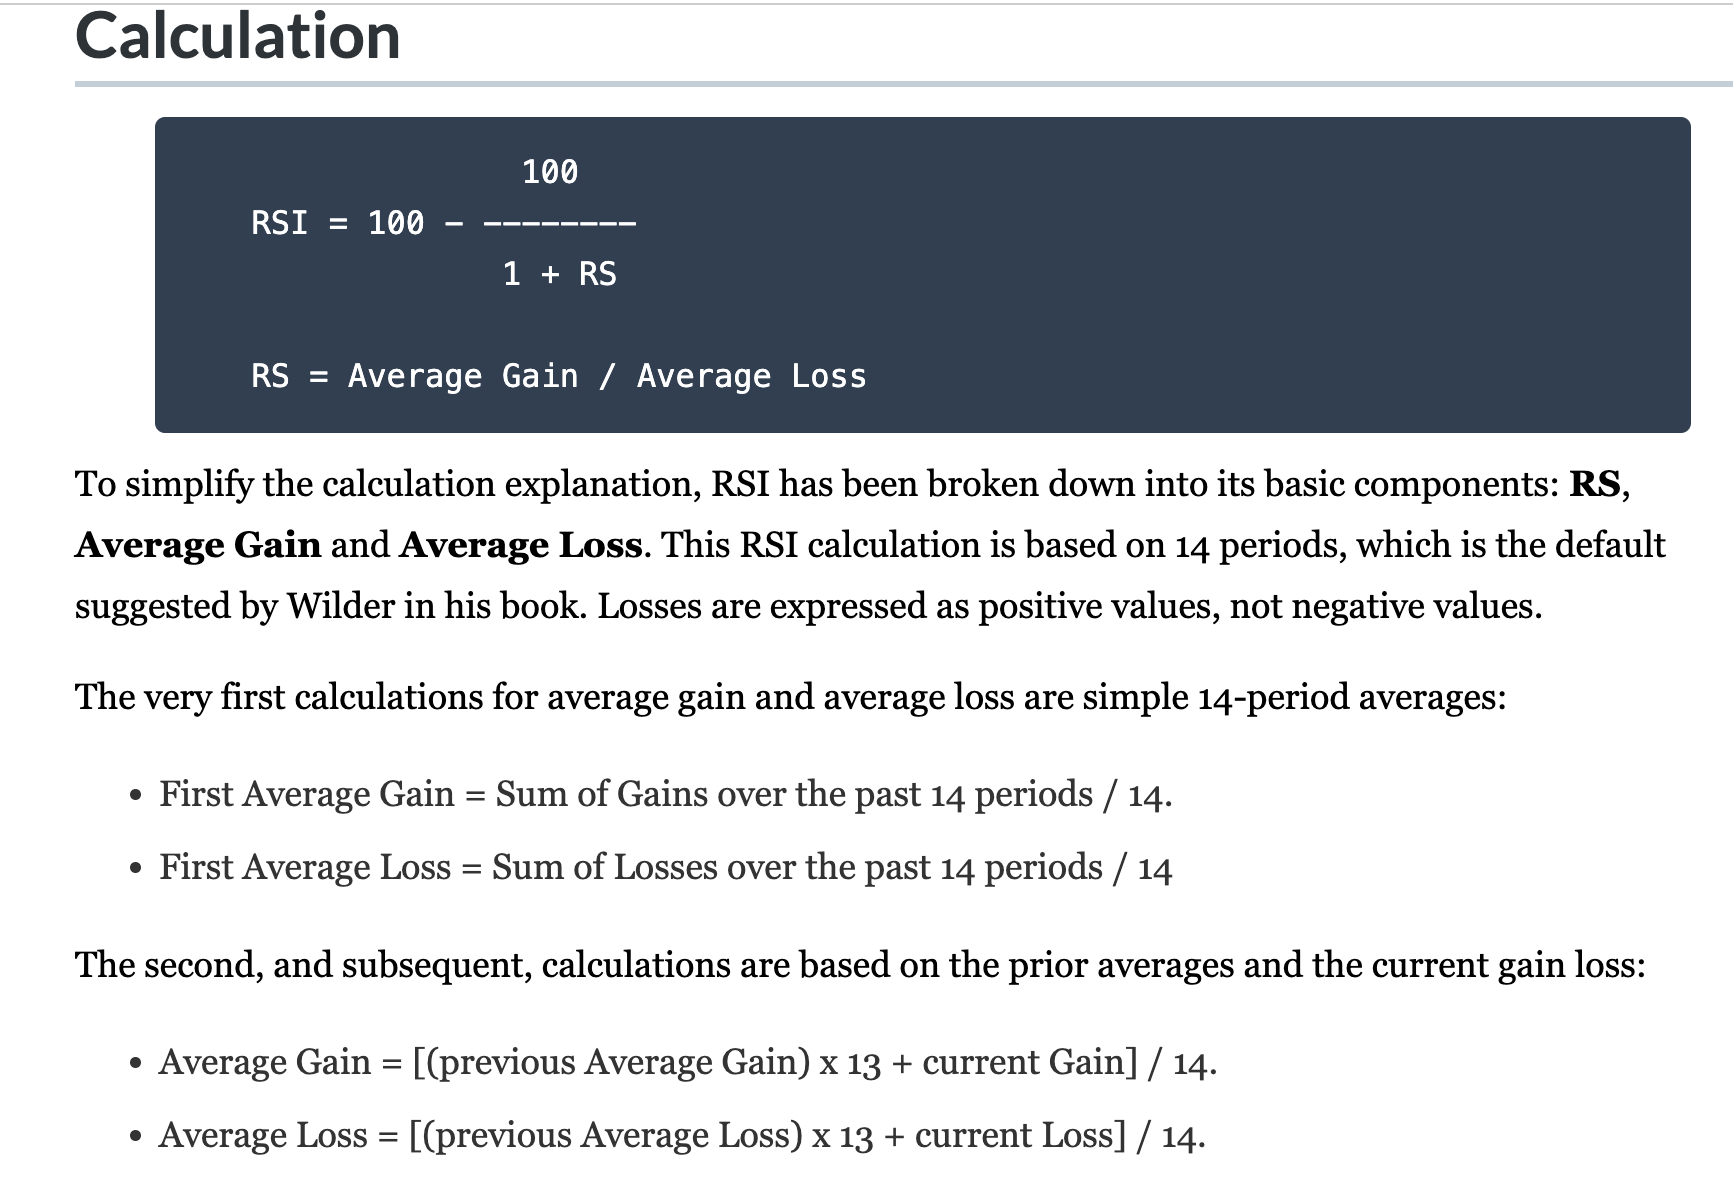 Calculation
100
RSI = 100 - --------
1 + RS
RS = Average Gain / Average Loss
To simplify the calculation explanation, RSI has been broken down into its basic components: RS,
Average Gain and Average Loss. This RSI calculation is based on 14 periods, which is the default
suggested by Wilder in his book. Losses are expressed as positive values, not negative values.
The very first calculations for average gain and average loss are simple 14-period averages:
• First Average Gain = Sum of Gains over the past 14 periods / 14.
• First Average Loss = Sum of Losses over the past 14 periods / 14
The second, and subsequent, calculations are based on the prior averages and the current gain loss:
• Average Gain = [(previous Average Gain) x 13 + current Gain] / 14.
• Average Loss = [(previous Average Loss) x 13 + current Loss] / 14.